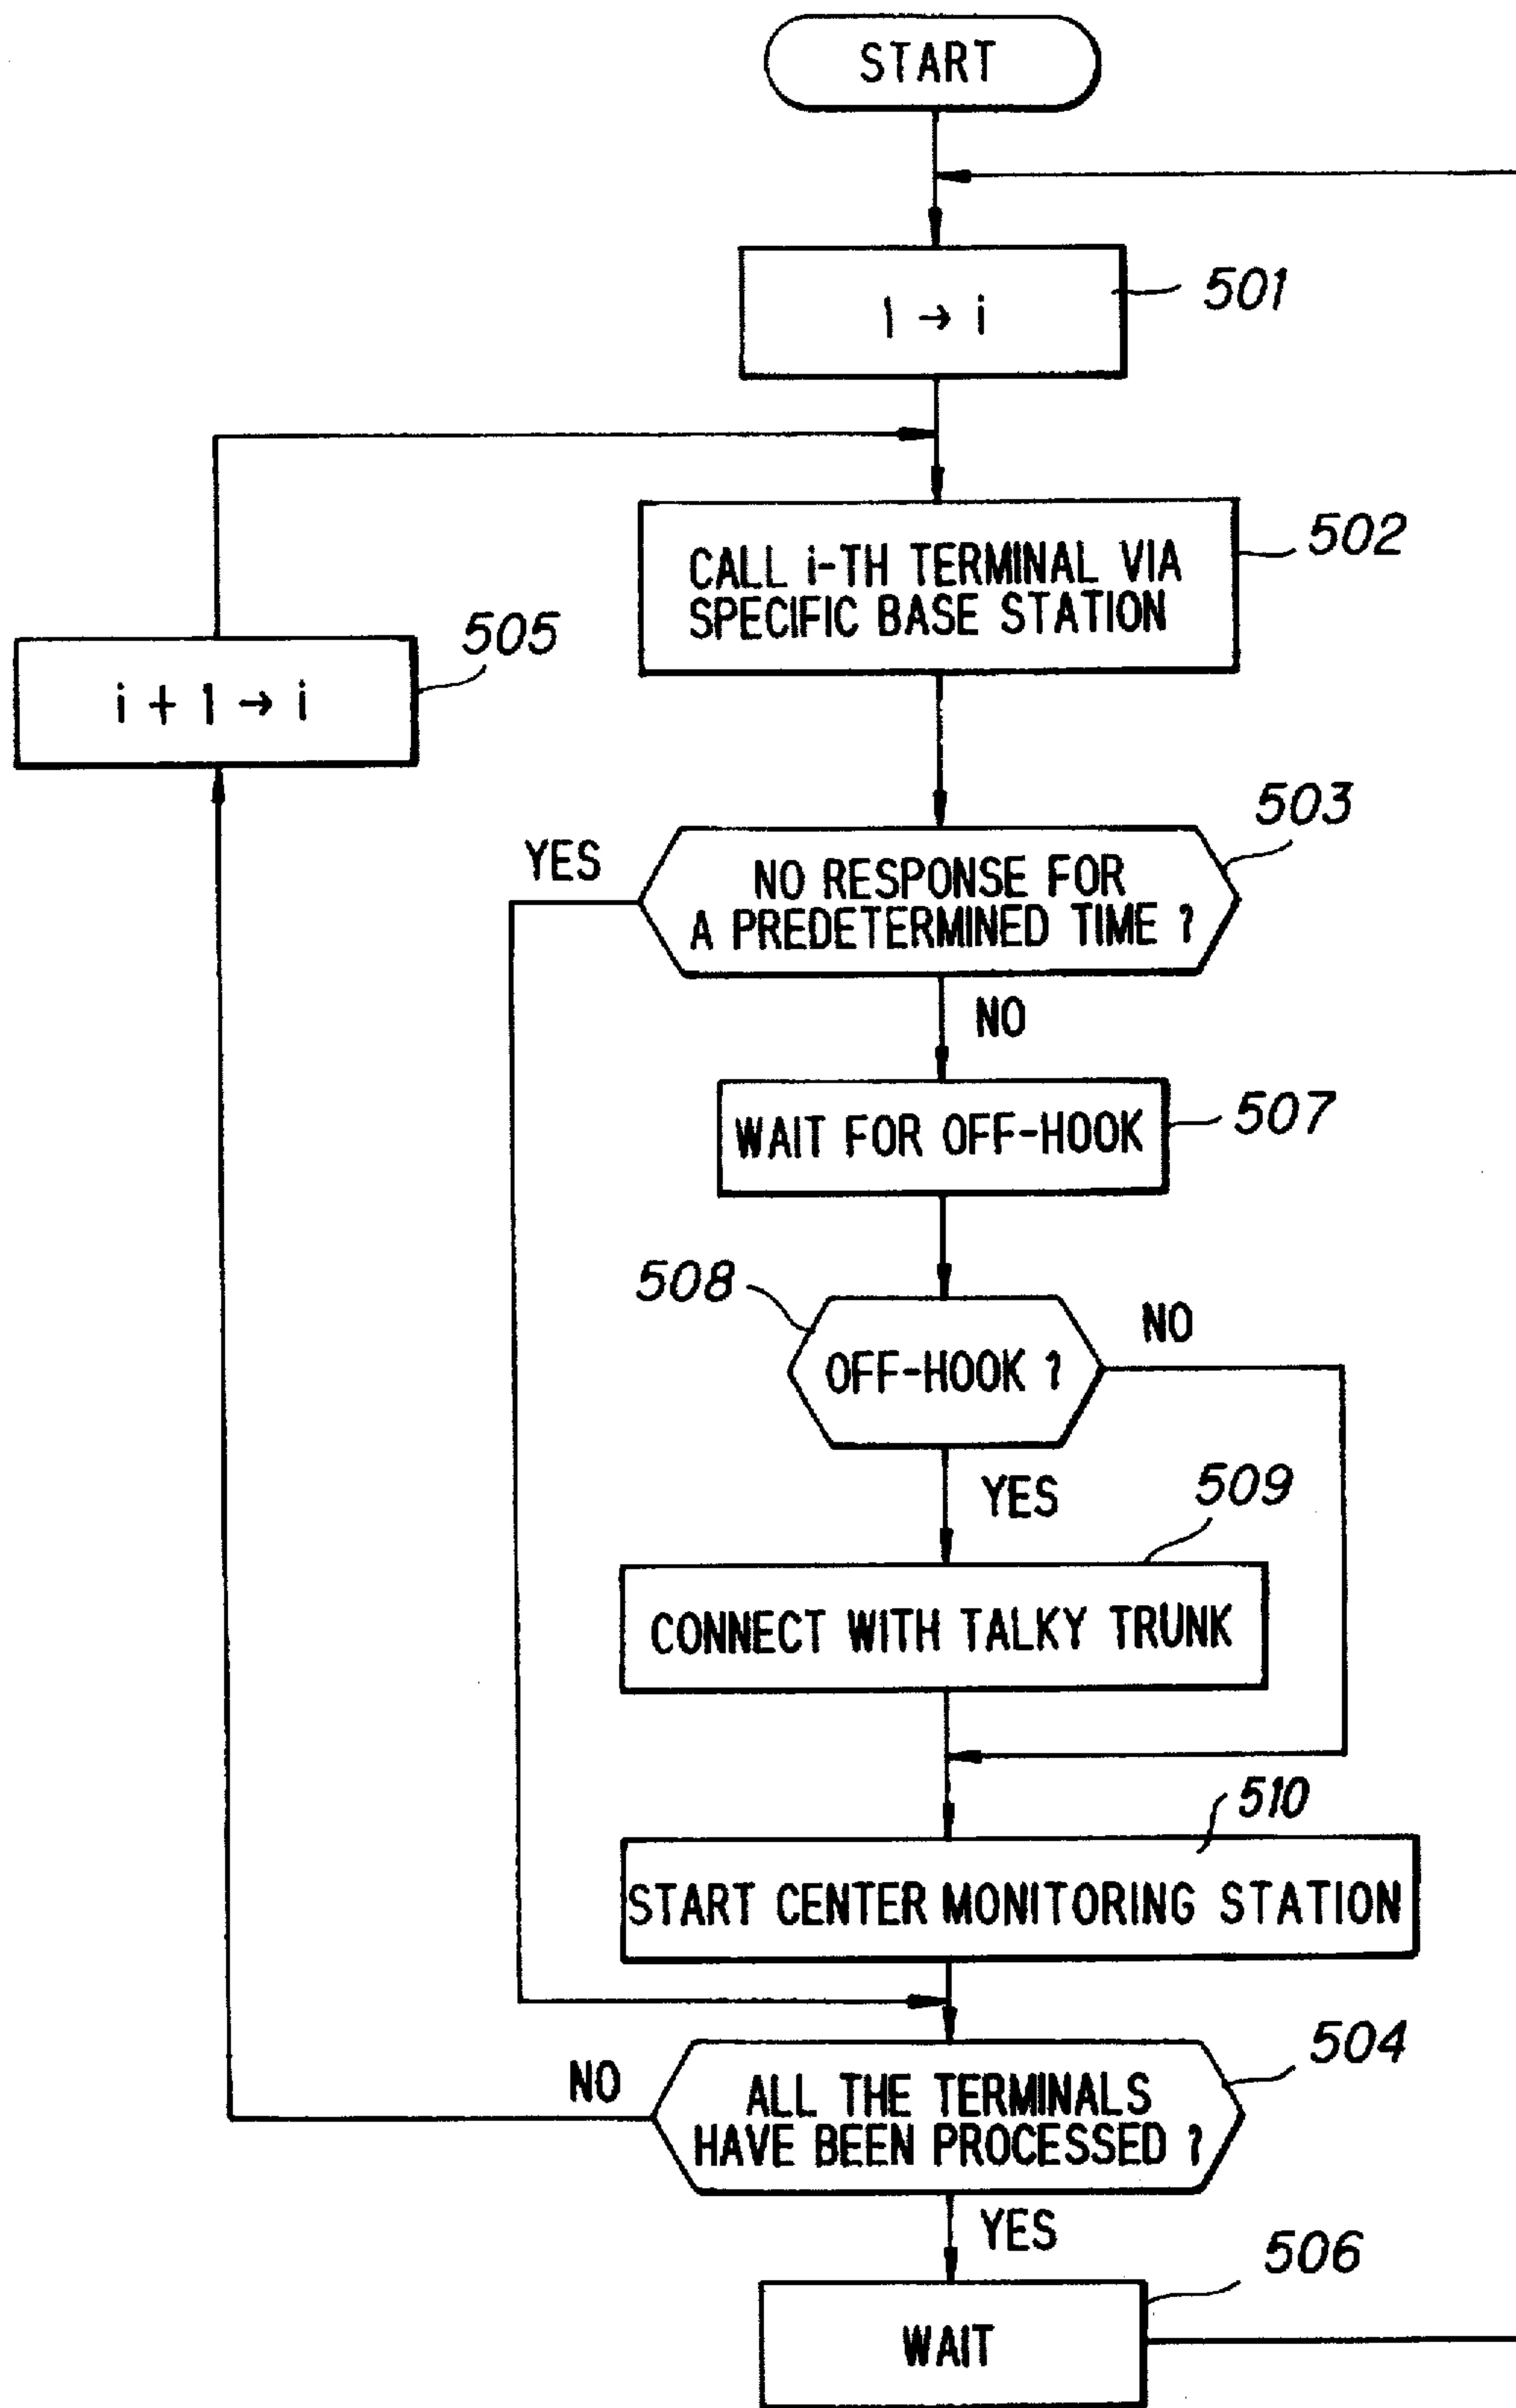 START
1 → i
501
CALL i-TH TERMINAL VIA
SPECIFIC BASE STATION
502
i + 1 → i
505
503
YES
NO RESPONSE FOR
A PREDETERMINED TIME ?
NO
WAIT FOR OFF-HOOK
507
508
NO
OFF-HOOK ?
YES
509
CONNECT WITH TALKY TRUNK
510
START CENTER MONITORING STATION
504
NO
ALL THE TERMINALS
HAVE BEEN PROCESSED ?
YES
506
WAIT